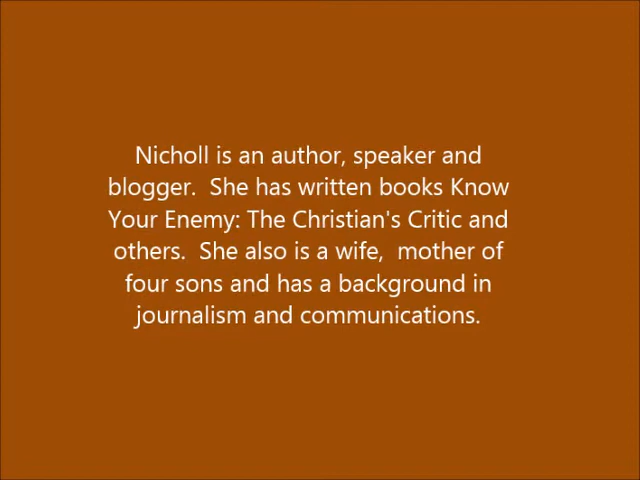 Nicholl is an author, speaker and
blogger.  She has written books Know
Your Enemy: The Christian's Critic and
others.  She also is a wife,  mother of
four sons and has a background in
journalism and communications.